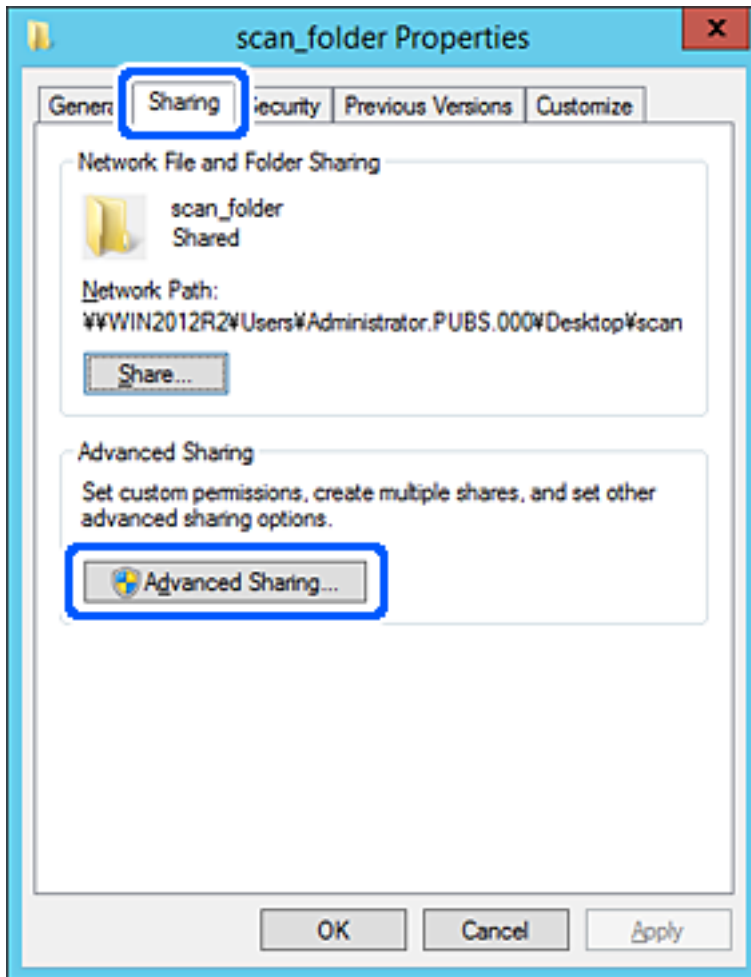 scan_folder Properties
x
General Sharing Security Previous Versions Customize
Network File and Folder Sharing
scan_folder
Shared
Network Path:
¥¥WIN2012R2¥Users¥Administrator.PUBS.000¥Desktop¥scan
Share...
Advanced Sharing
Set custom permissions, create multiple shares, and set other
advanced sharing options.
Advanced Sharing...
OK Cancel Apply